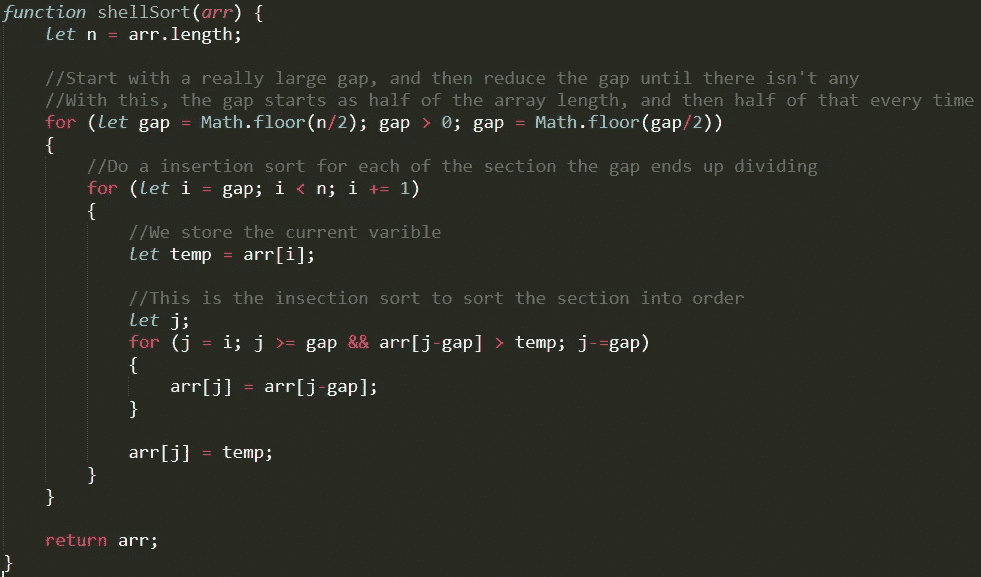 function shellSort(arr) {
    let n = arr.length;

    //Start with a really large gap, and then reduce the gap until there isn't any
    //With this, the gap starts as half of the array length, and then half of that every time
    for (let gap = Math.floor(n/2); gap > 0; gap = Math.floor(gap/2))
    {
        //Do a insertion sort for each of the section the gap ends up dividing
        for (let i = gap; i < n; i += 1)
        {
            //We store the current varible
            let temp = arr[i];

            //This is the insection sort to sort the section into order
            let j;
            for (j = i; j >= gap && arr[j-gap] > temp; j-=gap)
            {
                arr[j] = arr[j-gap];
            }

            arr[j] = temp;
        }
    }

    return arr;
}